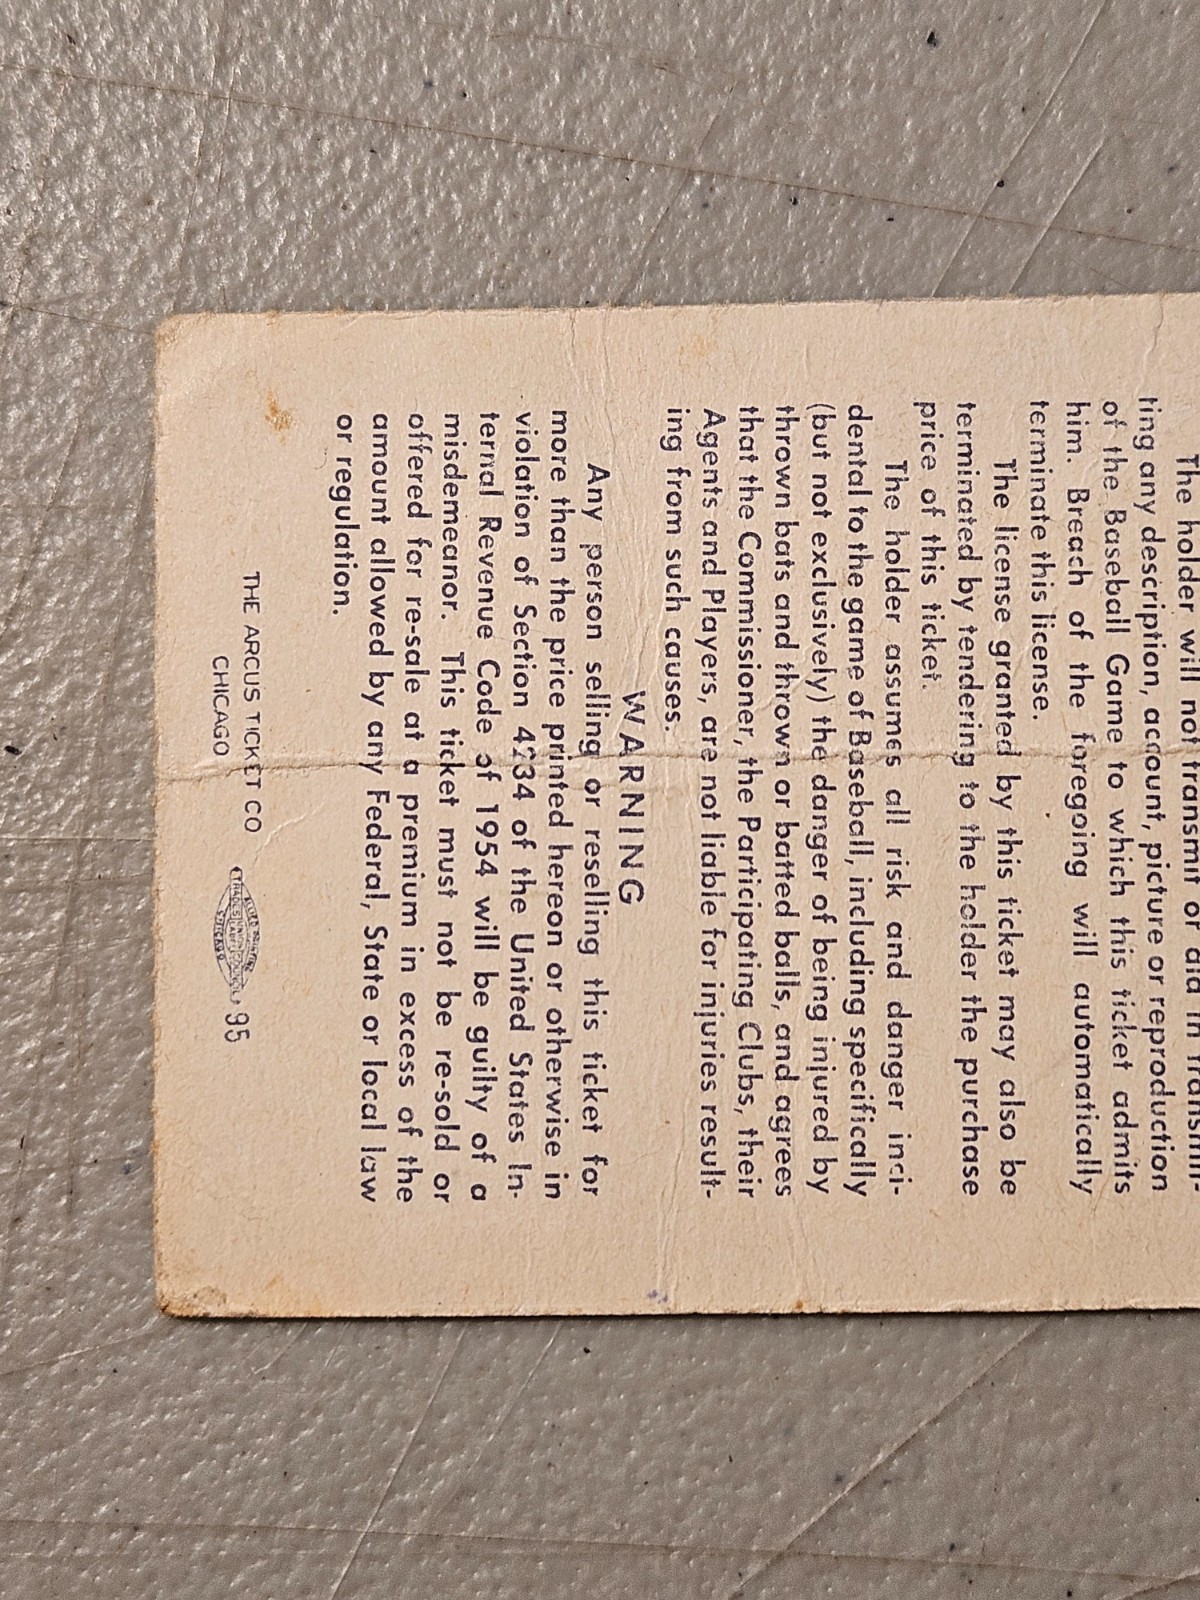 The holder will not transmit or aid in transmit-
ting any description, account, picture or reproduction
of the Baseball Game to which this ticket admits
him. Breach of the foregoing will automatically
terminate this license.
The license granted by this ticket may also be
terminated by tendering to the holder the purchase
price of this ticket.
The holder assumes all risk and danger inci-
dental to the game of Baseball, including specifically
(but not exclusively) the danger of being injured by
thrown bats and thrown or batted balls, and agrees
that the Commissioner, the Participating Clubs, their
Agents and Players, are not liable for injuries result-
ing from such causes.
WARNING
Any person selling or reselling this ticket for
more than the price printed hereon or otherwise in
violation of Section 4234 of the United States In-
ternal Revenue Code of 1954 will be guilty of a
misdemeanor. This ticket must not be re-sold or
offered for re-sale at a premium in excess of the
amount allowed by any Federal, State or local law
or regulation.
THE ARCUS TICKET CO
CHICAGO
ALLIED PRINTING
TRADES UNION LABEL COUNCIL
CHICAGO
95